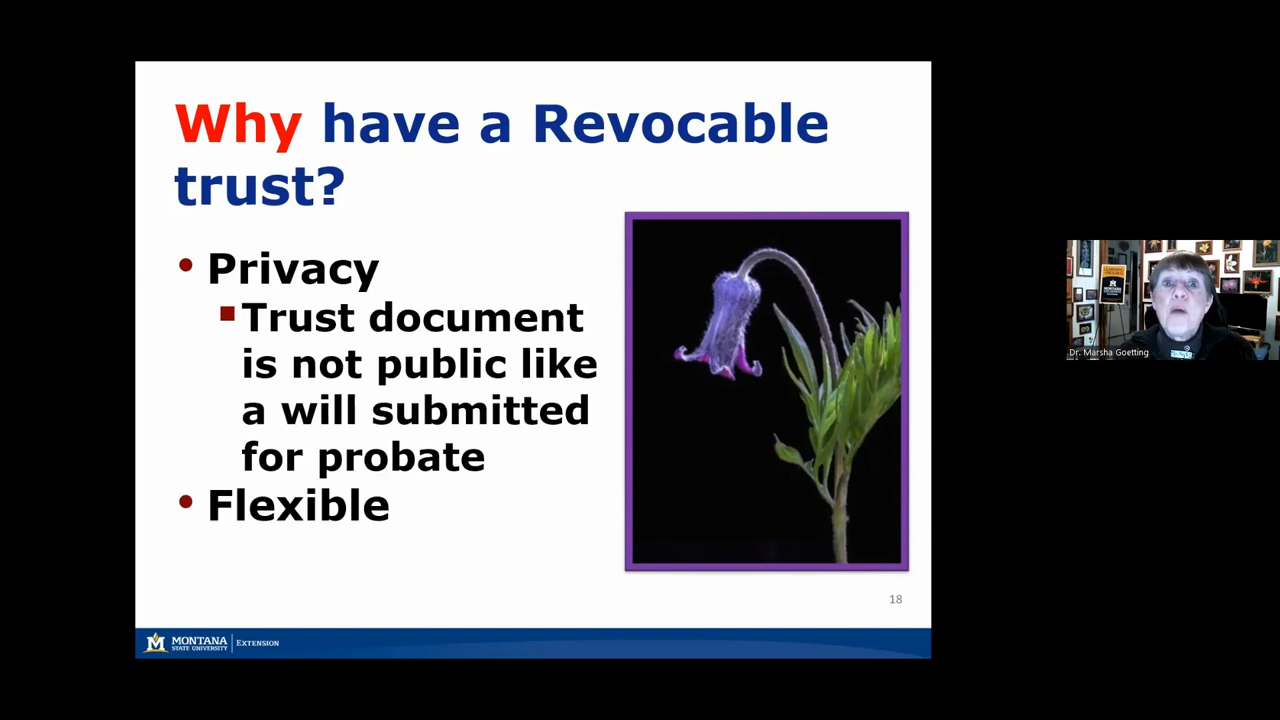 Why have a Revocable
trust?
• Privacy
▪ Trust document
is not public like
a will submitted
for probate
• Flexible
18
M MONTANA
STATE UNIVERSITY
EXTENSION
Dr. Marsha Goetting